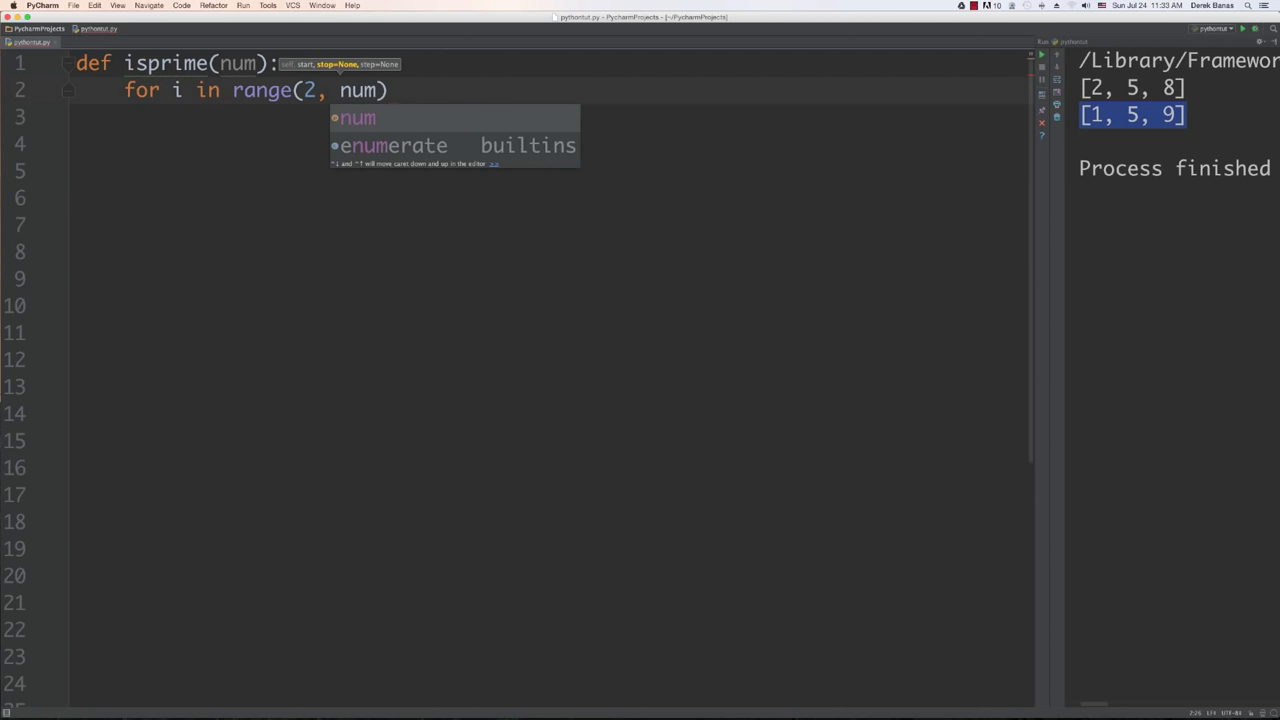 PyCharm File Edit View Navigate Code Refactor Run Tools VCS Window Help 10 Sun Jul 24 11:33 AM Derek Banas
pythontut.py - PycharmProjects - [~/PycharmProjects]
PycharmProjects pythontut.py pythontut
pythontut.py Run pythontut
1 def isprime(num):
self, start, stop=None, step=None
2 for i in range(2, num)
num
enumerate builtins
^↓ and ^↑ will move caret down and up in the editor >>
3
4
5
6
7
8
9
10
11
12
13
14
15
16
17
18
19
20
21
22
23
24
/Library/Framewor
[2, 5, 8]
[1, 5, 9]
Process finished
2:26 LF‡ UTF-8‡